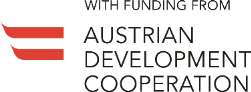 WITH FUNDING FROM
AUSTRIAN
DEVELOPMENT
COOPERATION